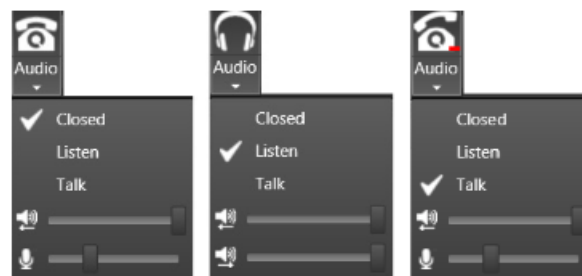 Audio
Closed
Listen
Talk
Audio
Closed
Listen
Talk
Audio
Closed
Listen
Talk